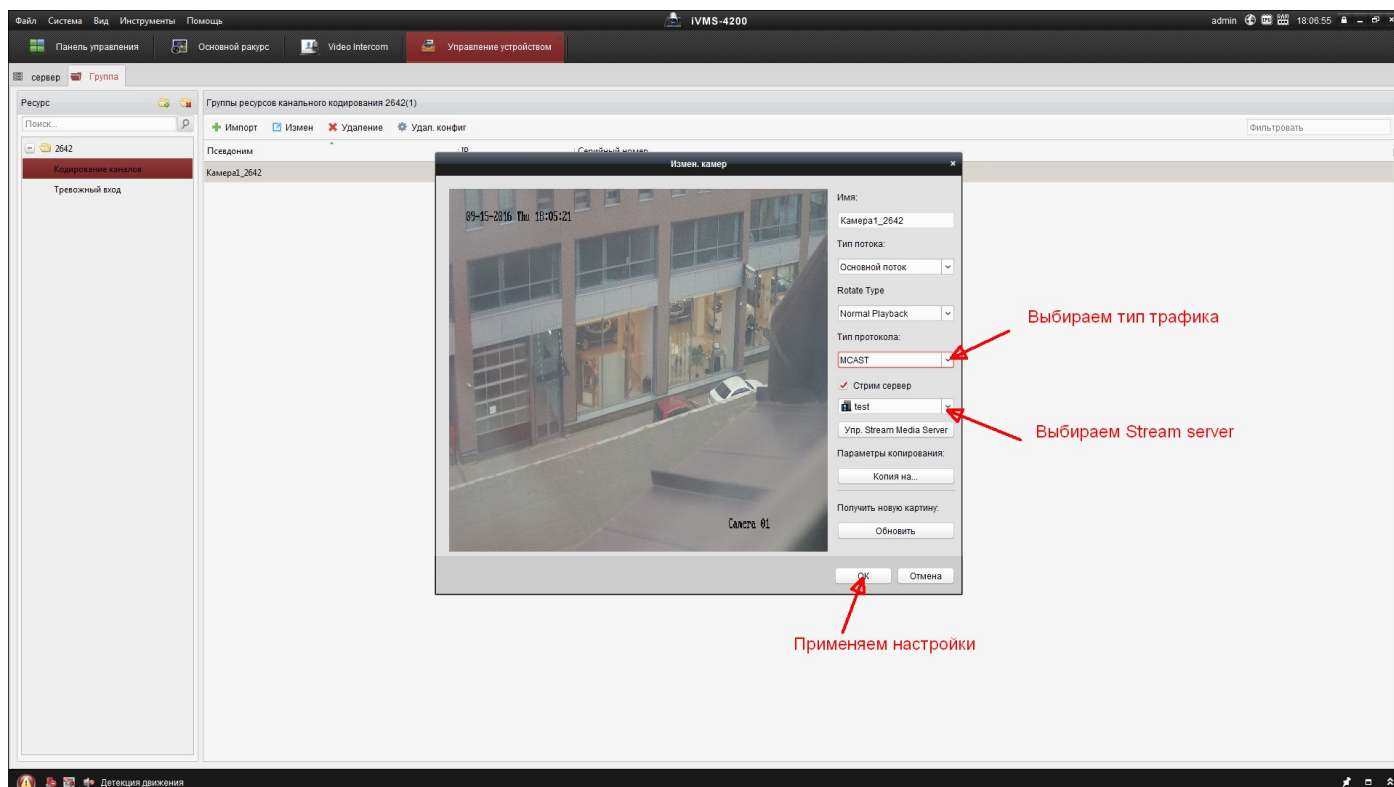 Файл Система Вид Инструменты Помощь
iVMS-4200
admin 18:06:55
Панель управления
Основной ракурс
Video Intercom
Управление устройством
сервер
Группа
Ресурс
Поиск...
2642
Кодирование каналов
Тревожный вход
Группы ресурсов канального кодирования 2642(1)
Импорт Измен Удаление Удал. конфиг
Фильтровать
Псевдоним
IP
Серийный номер
Камера1_2642
Измен. камер
09-15-2016 Thu 18:05:21
Camera 01
Имя:
Камера1_2642
Тип потока:
Основной поток
Rotate Type
Normal Playback
Тип протокола:
MCAST
Стрим сервер
test
Упр. Stream Media Server
Параметры копирования:
Копия на...
Получить новую картину:
Обновить
OK
Отмена
Выбираем тип трафика
Выбираем Stream server
Применяем настройки
Детекция движения